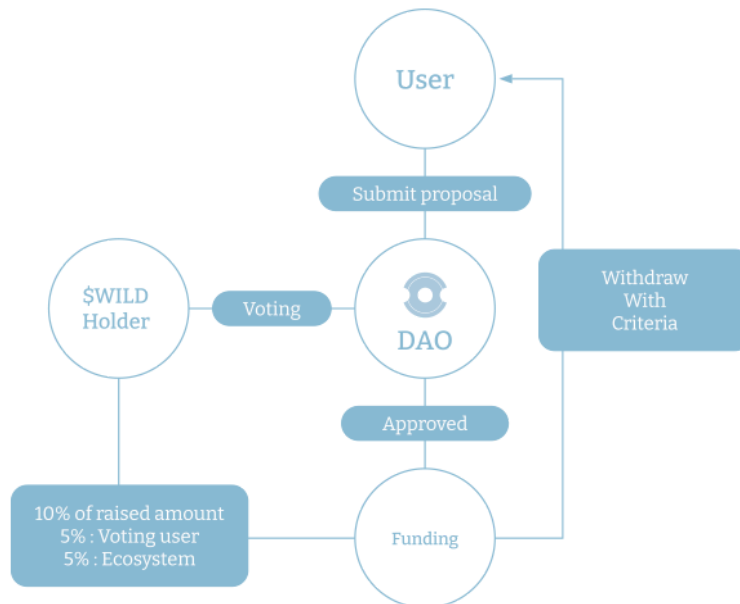 User
Submit proposal
$WILD
Holder
Voting
DAO
Withdraw
With
Criteria
Approved
10% of raised amount
5% : Voting user
5% : Ecosystem
Funding